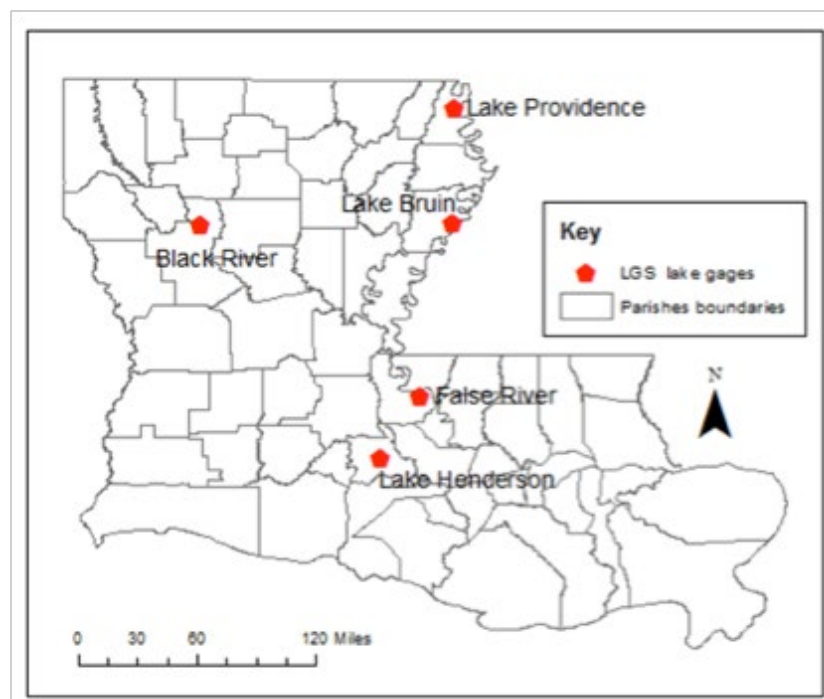 Lake Providence
Lake Bruin
Black River
Key
LGS lake gages
Parishes boundaries
False River
N
Lake Henderson
0 30 60 120 Miles